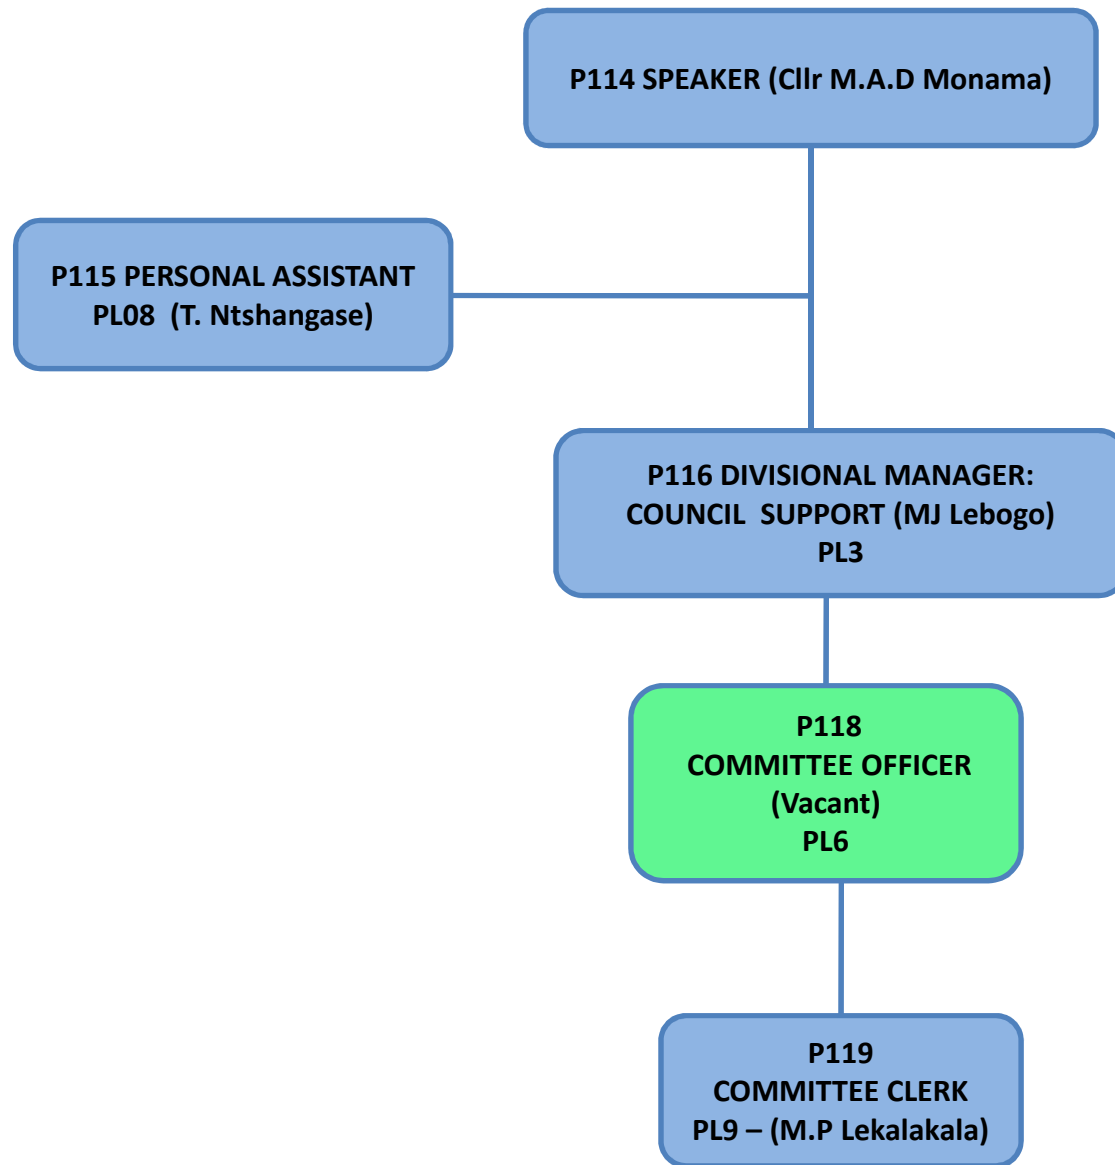 P114 SPEAKER (Cllr M.A.D Monama)
P115 PERSONAL ASSISTANT
PL08 (T. Ntshangase)
P116 DIVISIONAL MANAGER:
COUNCIL SUPPORT (MJ Lebogo)
PL3
P118
COMMITTEE OFFICER
(Vacant)
PL6
P119
COMMITTEE CLERK
PL9 – (M.P Lekalakala)